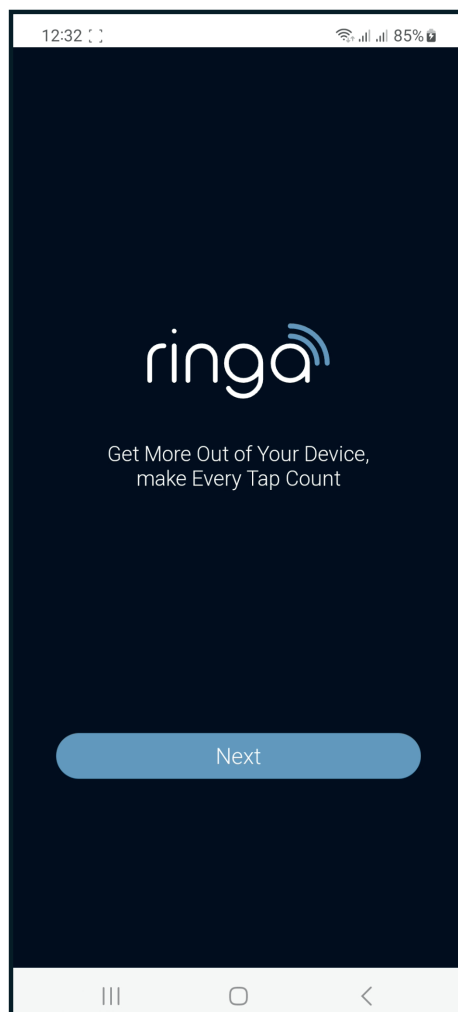 12:32
85%
ringa
Get More Out of Your Device,
make Every Tap Count
Next